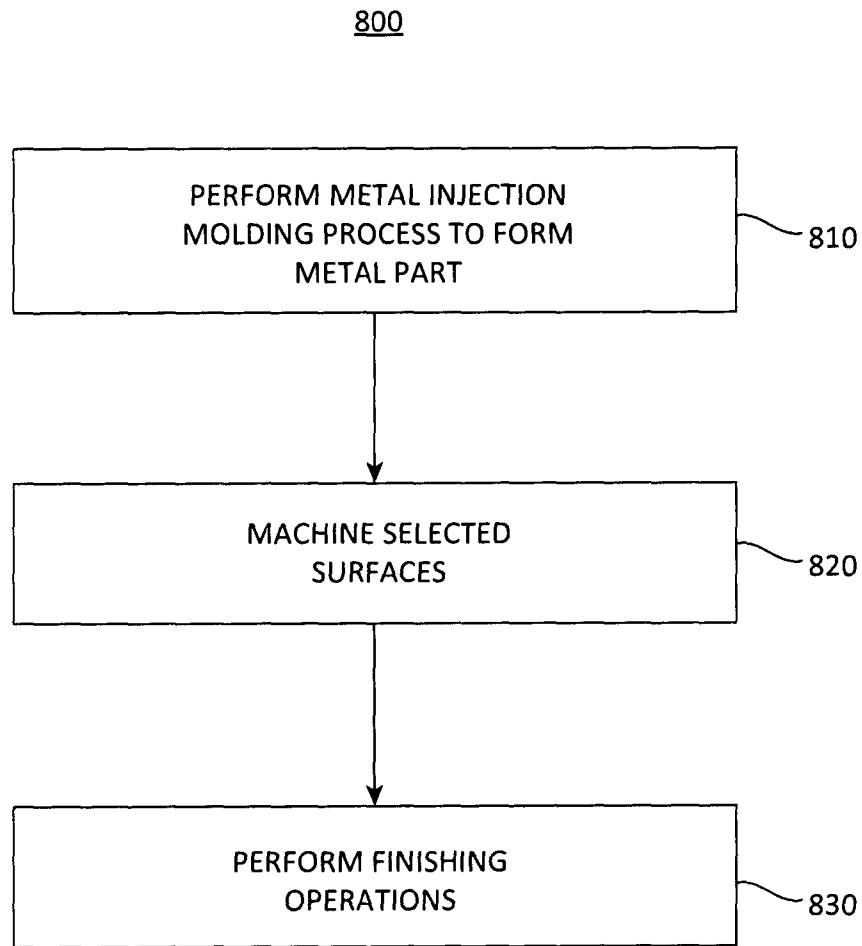 800
PERFORM METAL INJECTION
MOLDING PROCESS TO FORM
METAL PART
810
MACHINE SELECTED
SURFACES
820
PERFORM FINISHING
OPERATIONS
830